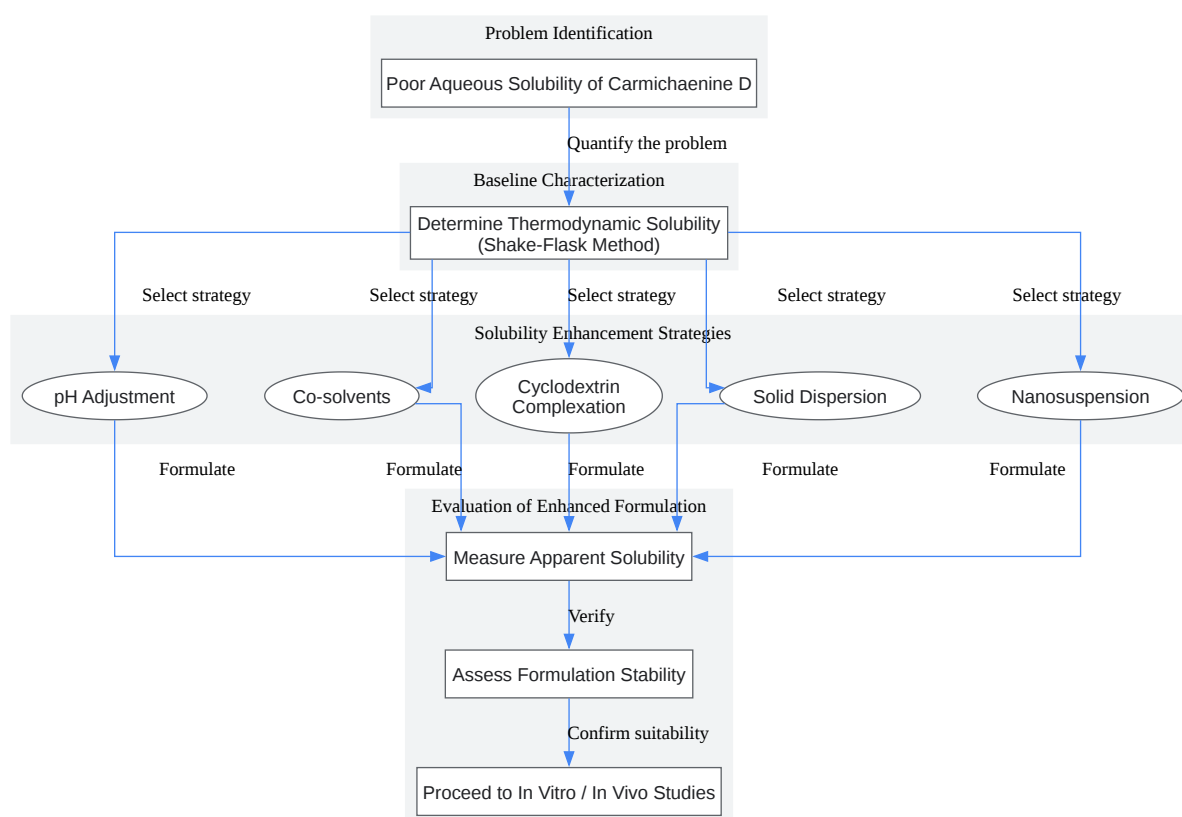 Problem Identification
Poor Aqueous Solubility of Carmichaenine D
Quantify the problem
Baseline Characterization
Determine Thermodynamic Solubility
(Shake-Flask Method)
Select strategy
Select strategy
Select strategy
Select strategy
Select strategy
Solubility Enhancement Strategies
pH Adjustment
Co-solvents
Cyclodextrin
Complexation
Solid Dispersion
Nanosuspension
Formulate
Formulate
Formulate
Formulate
Formulate
Evaluation of Enhanced Formulation
Measure Apparent Solubility
Verify
Assess Formulation Stability
Confirm suitability
Proceed to In Vitro / In Vivo Studies